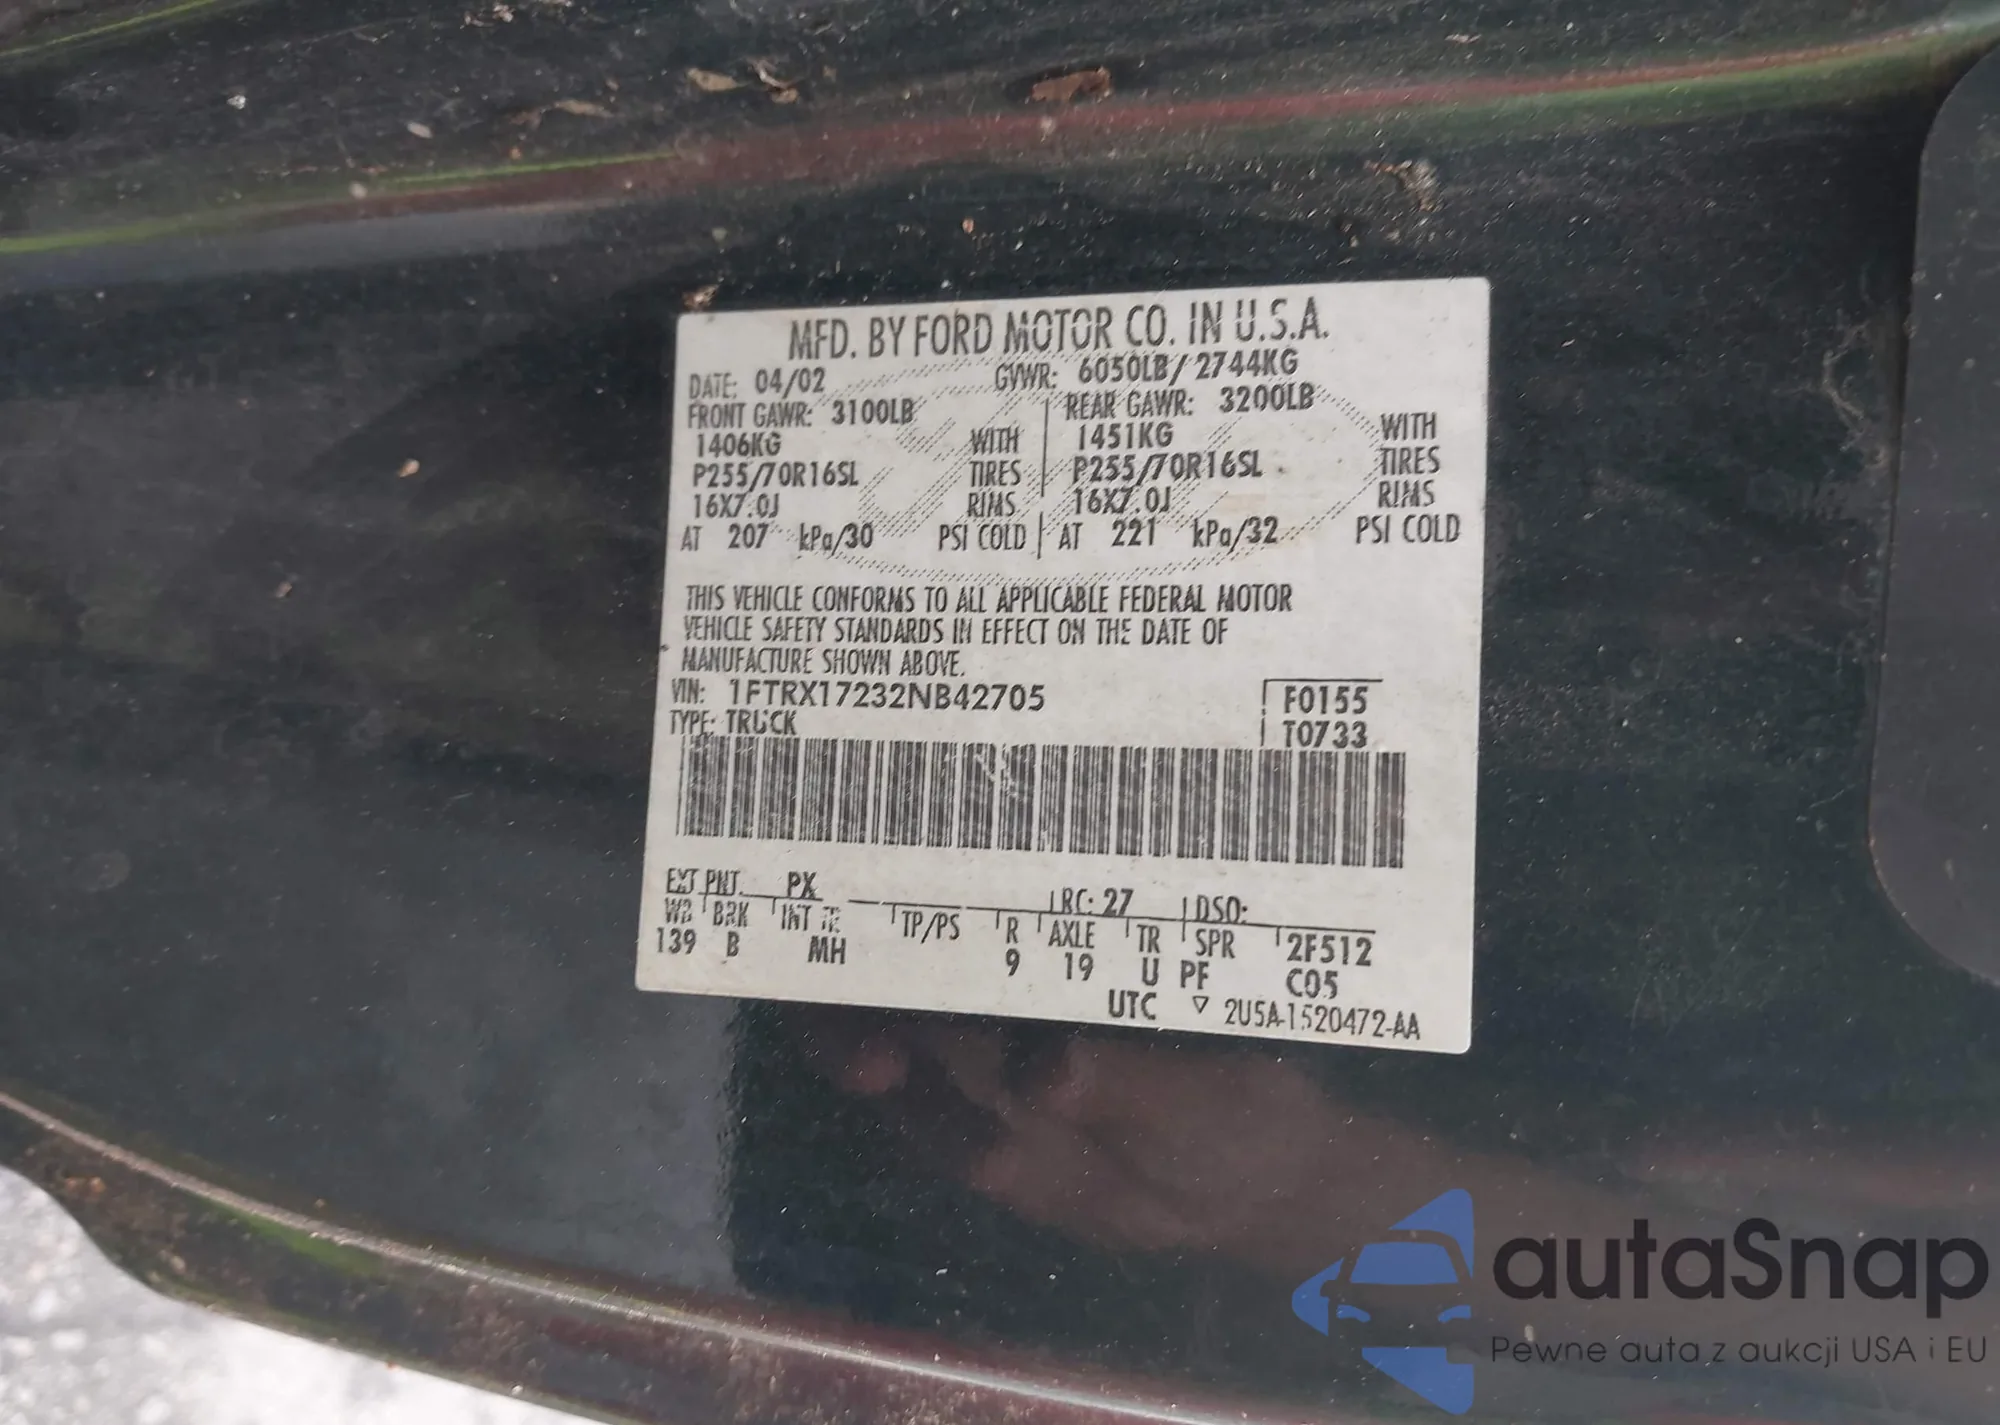 MFD. BY FORD MOTOR CO. IN U.S.A.
DATE: 04/02 GVWR: 6050LB/2744KG
FRONT GAWR: 3100LB REAR GAWR: 3200LB
1406KG WITH 1451KG WITH
P255/70R16SL TIRES P255/70R16SL TIRES
16X7.0J RIMS 16X7.0J RIMS
AT 207 kPa/30 PSI COLD AT 221 kPa/32 PSI COLD
THIS VEHICLE CONFORMS TO ALL APPLICABLE FEDERAL MOTOR
VEHICLE SAFETY STANDARDS IN EFFECT ON THE DATE OF
MANUFACTURE SHOWN ABOVE.
VIN: 1FTRX17232NB42705 F0155
TYPE: TRUCK T0733
EXT PNT. PX RC: 27 DSO:
WB BRK INT TR TP/PS R AXLE TR SPR 2F512
139 B MH 9 19 U PF C05
UTC ▽ 2U5A-1520472-AA
autaSnap
Pewne auta z aukcji USA i EU